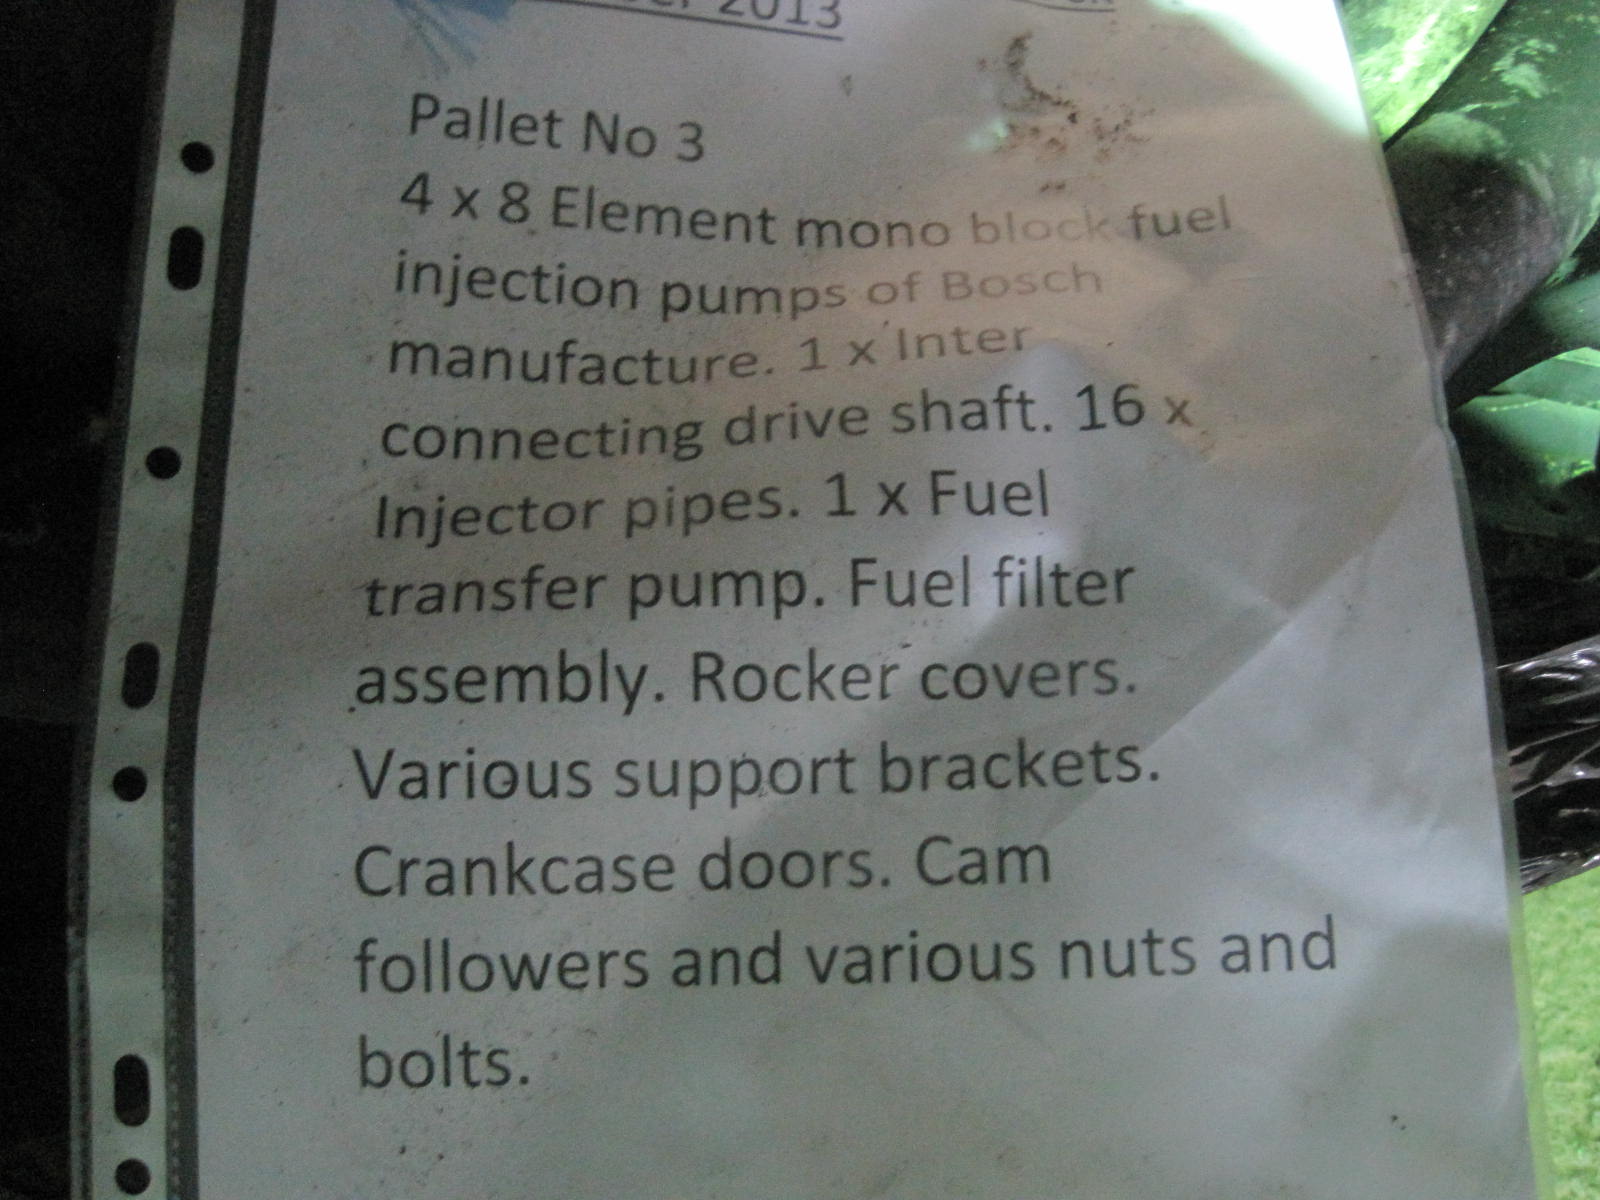 2013
Pallet No 3
4 x 8 Element mono block fuel
injection pumps of Bosch
manufacture. 1 x Inter
connecting drive shaft. 16 x
Injector pipes. 1 x Fuel
transfer pump. Fuel filter
assembly. Rocker covers.
Various support brackets.
Crankcase doors. Cam
followers and various nuts and
bolts.